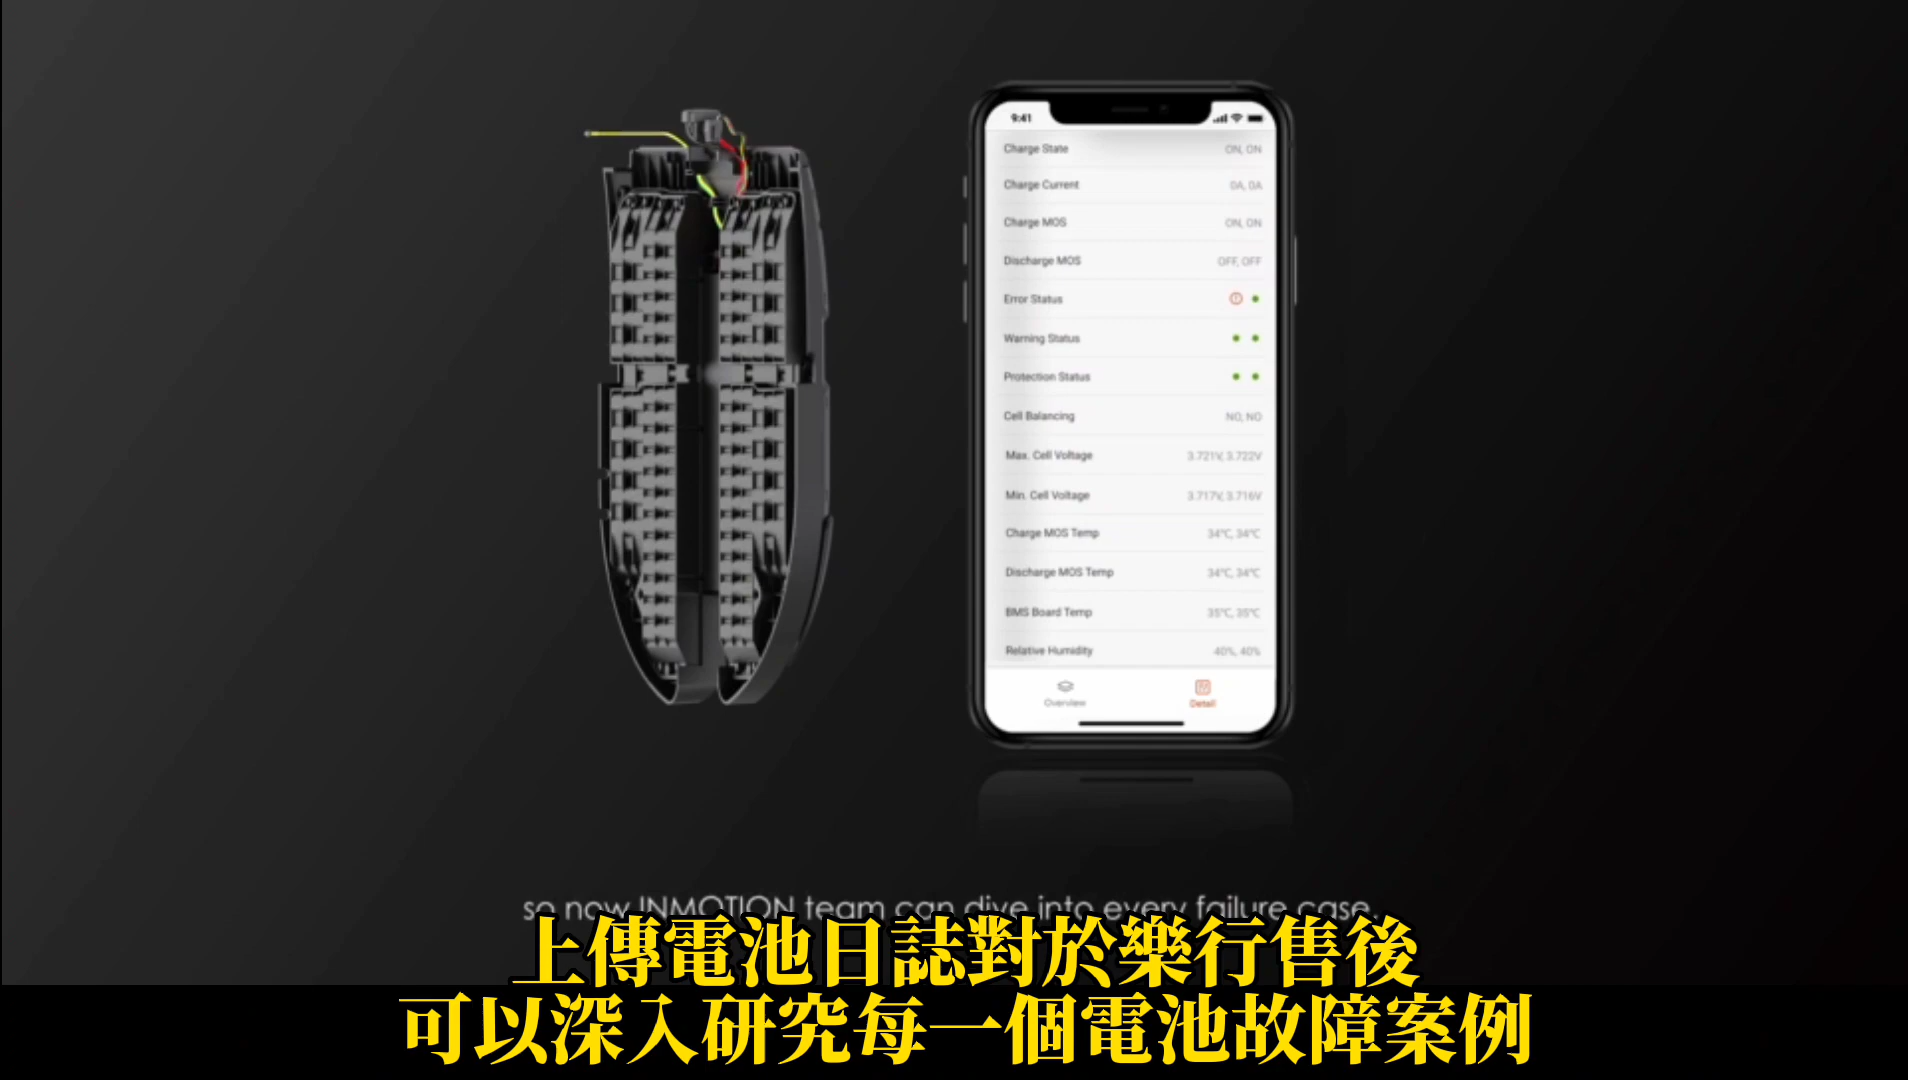 9:41
Charge State ON, ON
Charge Current 0A, 0A
Charge MOS ON, ON
Discharge MOS OFF, OFF
Error Status
Warning Status
Protection Status
Cell Balancing NO, NO
Max. Cell Voltage 3.721V, 3.722V
Min. Cell Voltage 3.717V, 3.716V
Charge MOS Temp 34°C, 34°C
Discharge MOS Temp 34°C, 34°C
BMS Board Temp 35°C, 35°C
Relative Humidity 40%, 40%
Overview Detail
so now INMOTION team can dive into every failure case.
上傳電池日誌對於樂行售後
可以深入研究每一個電池故障案例